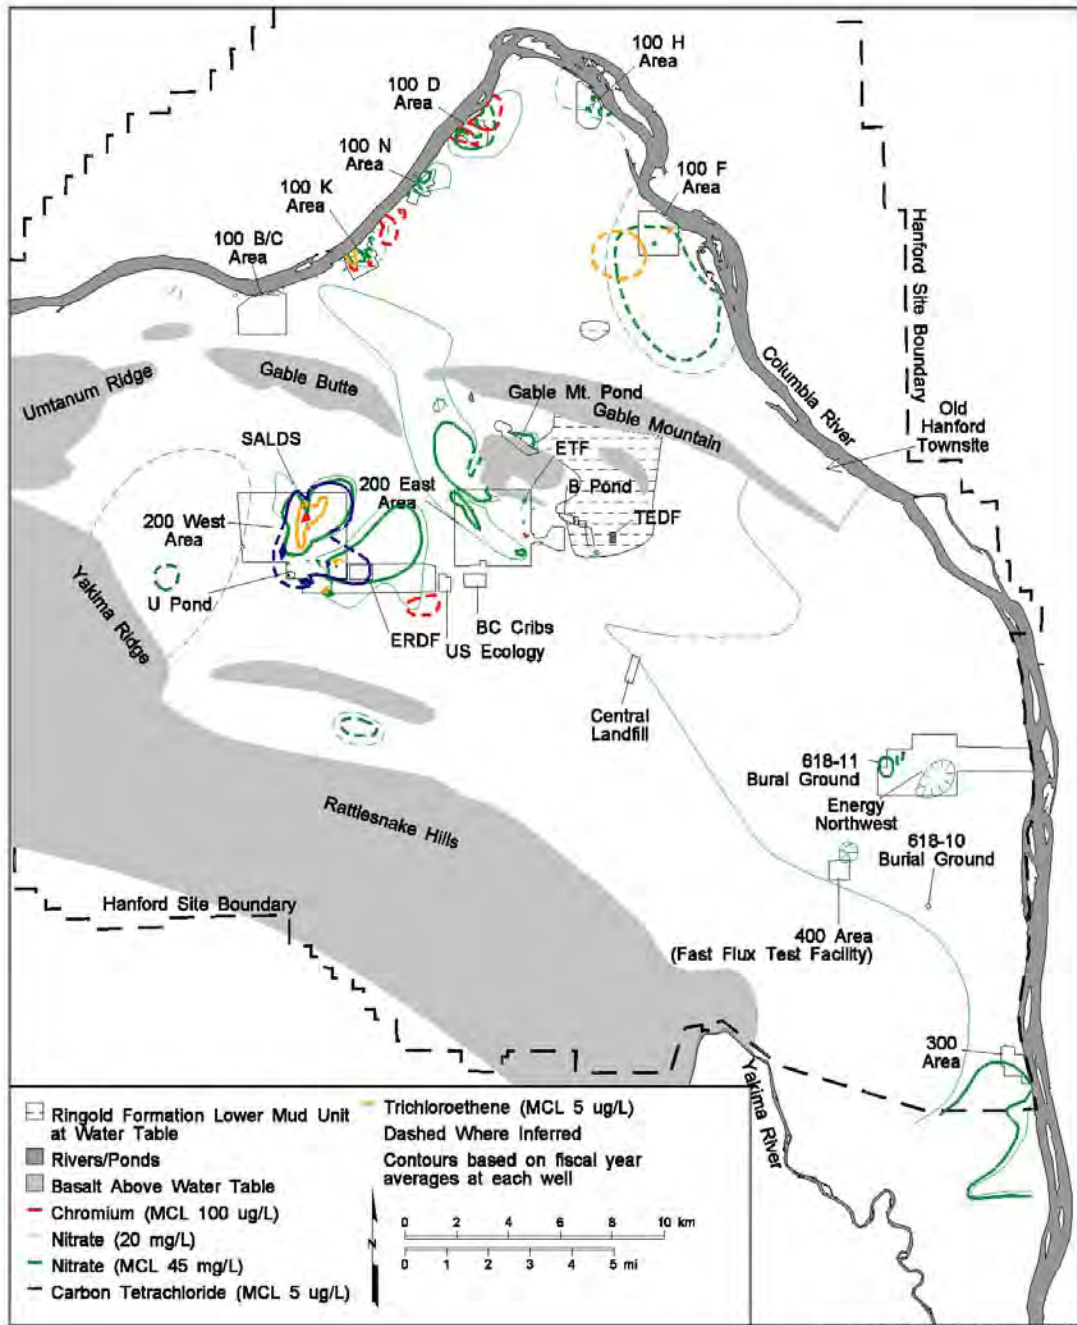 100 H
Area
100 D
Area
100 N
Area
100 K
Area
100 F
Area
100 B/C
Area
Hanford Site Boundary
Columbia River
Umtanum Ridge
Gable Butte
Gable Mt. Pond
Gable Mountain
Old
Hanford
Townsite
SALDS
ETF
200 East
Area
B Pond
200 West
Area
TEDF
Yakima Ridge
U Pond
ERDF
BC Cribs
US Ecology
Central
Landfill
618-11
Bural Ground
Energy
Northwest
Rattlesnake Hills
618-10
Burial Ground
Hanford Site Boundary
400 Area
(Fast Flux Test Facility)
300
Area
Yakima River
Ringold Formation Lower Mud Unit
at Water Table
Rivers/Ponds
Basalt Above Water Table
Chromium (MCL 100 ug/L)
Nitrate (20 mg/L)
Nitrate (MCL 45 mg/L)
Carbon Tetrachloride (MCL 5 ug/L)
Trichloroethene (MCL 5 ug/L)
Dashed Where Inferred
Contours based on fiscal year
averages at each well
N
0 2 4 6 8 10 km
0 1 2 3 4 5 mi